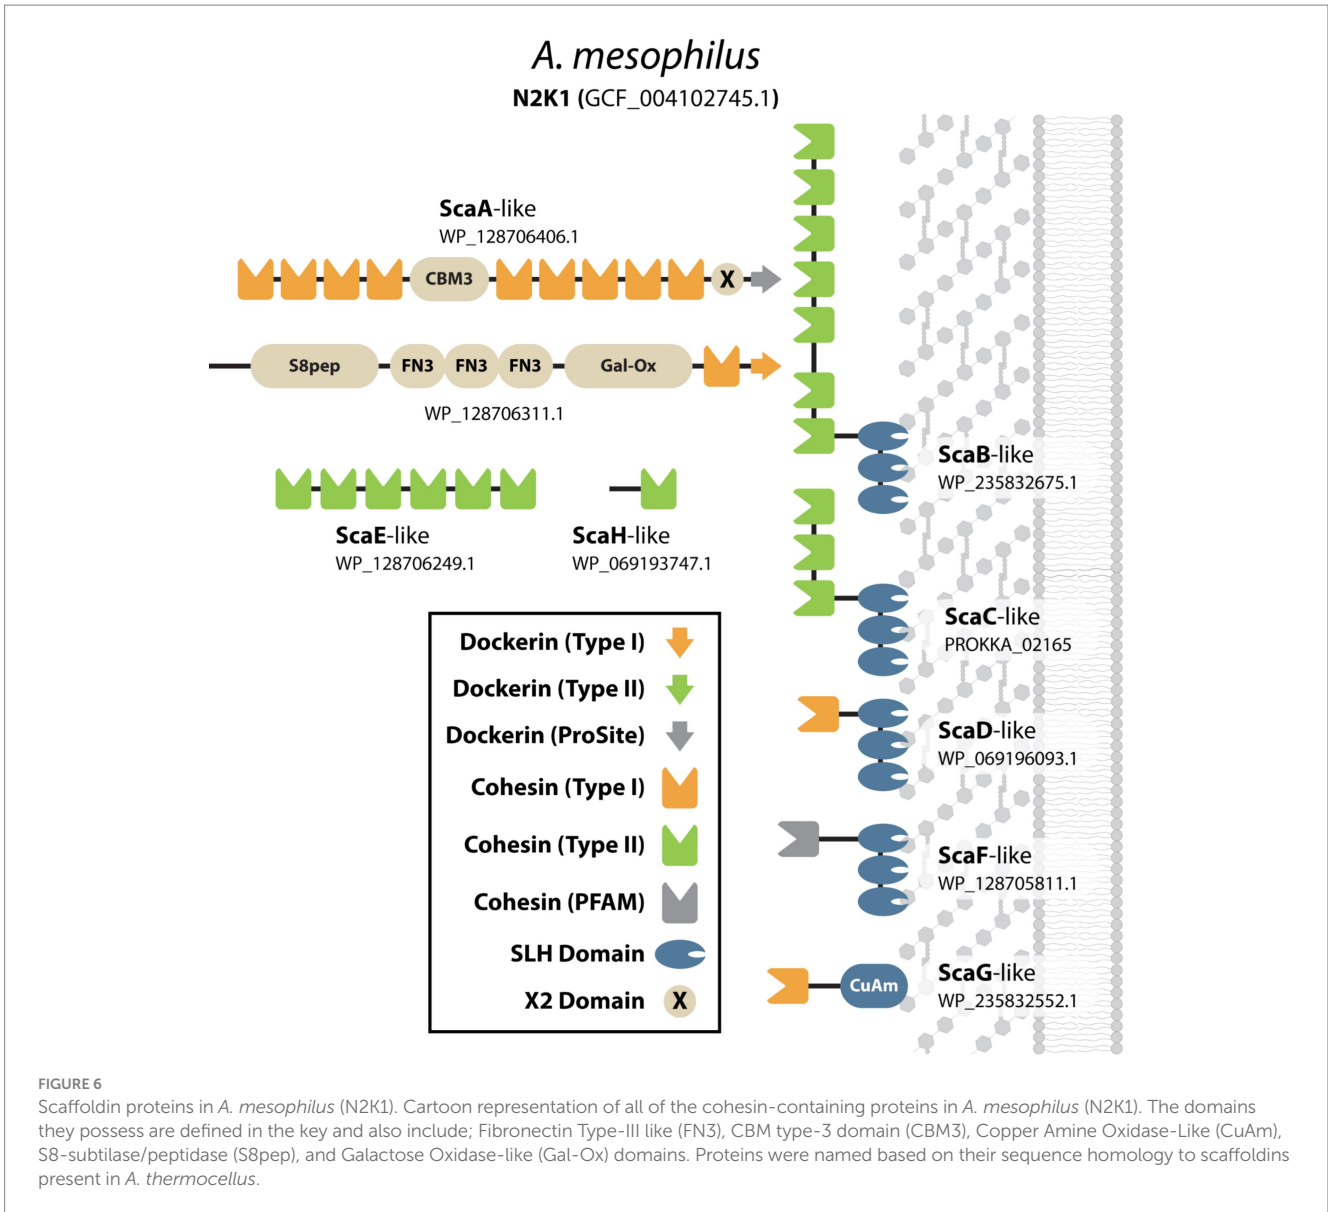 A. mesophilus
N2K1 (GCF_004102745.1)
ScaA-like
WP_128706406.1
CBM3
X
S8pep
FN3
FN3
FN3
Gal-Ox
WP_128706311.1
ScaB-like
WP_235832675.1
ScaE-like
WP_128706249.1
ScaH-like
WP_069193747.1
ScaC-like
PROKKA_02165
ScaD-like
WP_069196093.1
ScaF-like
WP_128705811.1
CuAm
ScaG-like
WP_235832552.1
Dockerin (Type I)
Dockerin (Type II)
Dockerin (ProSite)
Cohesin (Type I)
Cohesin (Type II)
Cohesin (PFAM)
SLH Domain
X2 Domain
X
FIGURE 6
Scaffoldin proteins in A. mesophilus (N2K1). Cartoon representation of all of the cohesin-containing proteins in A. mesophilus (N2K1). The domains
they possess are defined in the key and also include; Fibronectin Type-III like (FN3), CBM type-3 domain (CBM3), Copper Amine Oxidase-Like (CuAm),
S8-subtilase/peptidase (S8pep), and Galactose Oxidase-like (Gal-Ox) domains. Proteins were named based on their sequence homology to scaffoldins
present in A. thermocellus.